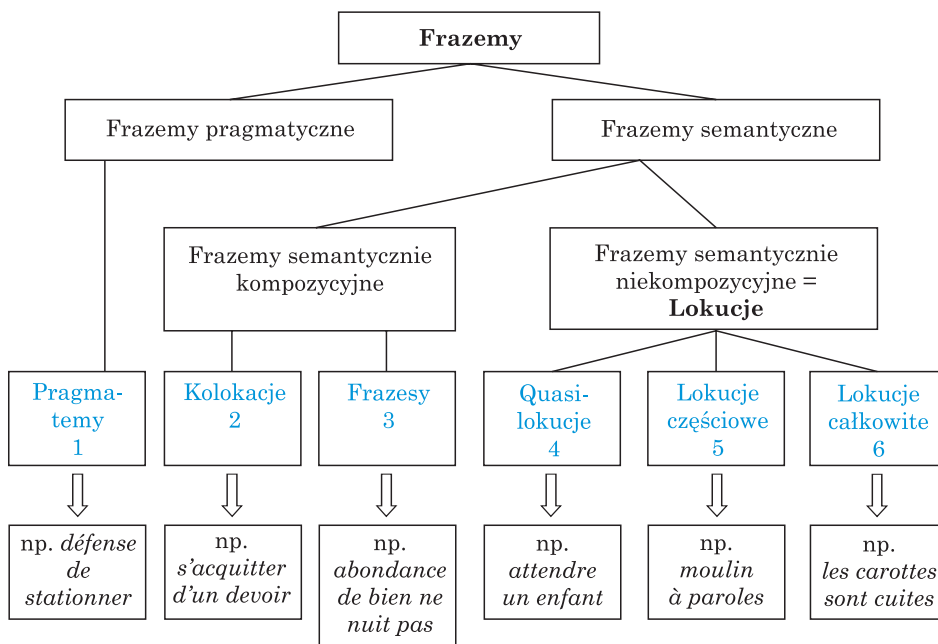 Frazemy
Frazemy pragmatyczne
Frazemy semantyczne
Frazemy semantycznie
kompozycyjne
Frazemy semantycznie
niekompozycyjne =
Lokucje
Pragma-
temy
1
Kolokacje
2
Frazesy
3
Quasi-
lokucje
4
Lokucje
częściowe
5
Lokucje
całkowite
6
np. défense
de
stationner
np.
s’acquitter
d’un devoir
np.
abondance
de bien ne
nuit pas
np.
attendre
un enfant
np.
moulin
à paroles
np.
les carottes
sont cuites